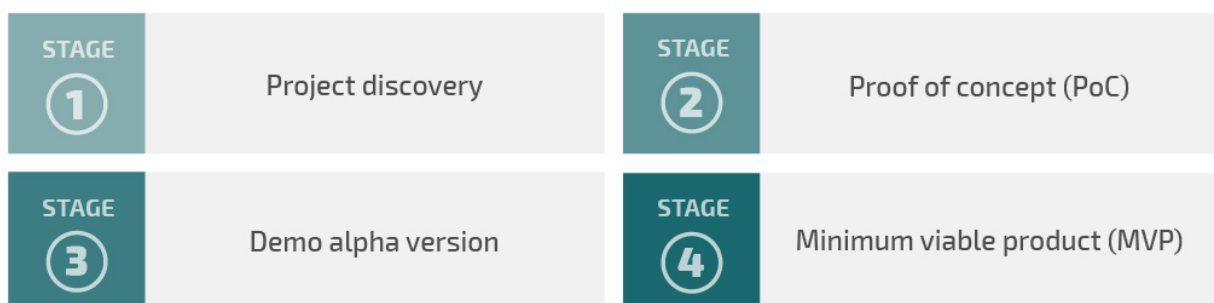 STAGE
1
Project discovery
STAGE
2
Proof of concept (PoC)
STAGE
3
Demo alpha version
STAGE
4
Minimum viable product (MVP)